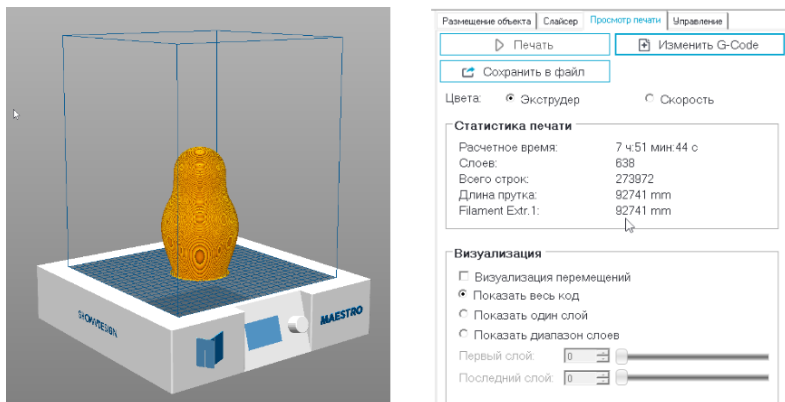 SHOWDESIGN
MAESTRO
Размещение объекта Слайсер Просмотр печати Управление
Печать Изменить G-Code
Сохранить в файл
Цвета: Экструдер Скорость
Статистика печати
Расчетное время: 7 ч:51 мин:44 с
Слоев: 638
Всего строк: 273972
Длина прутка: 92741 mm
Filament Extr.1: 92741 mm
Визуализация
Визуализация перемещений
Показать весь код
Показать один слой
Показать диапазон слоев
Первый слой: 0
Последний слой: 0